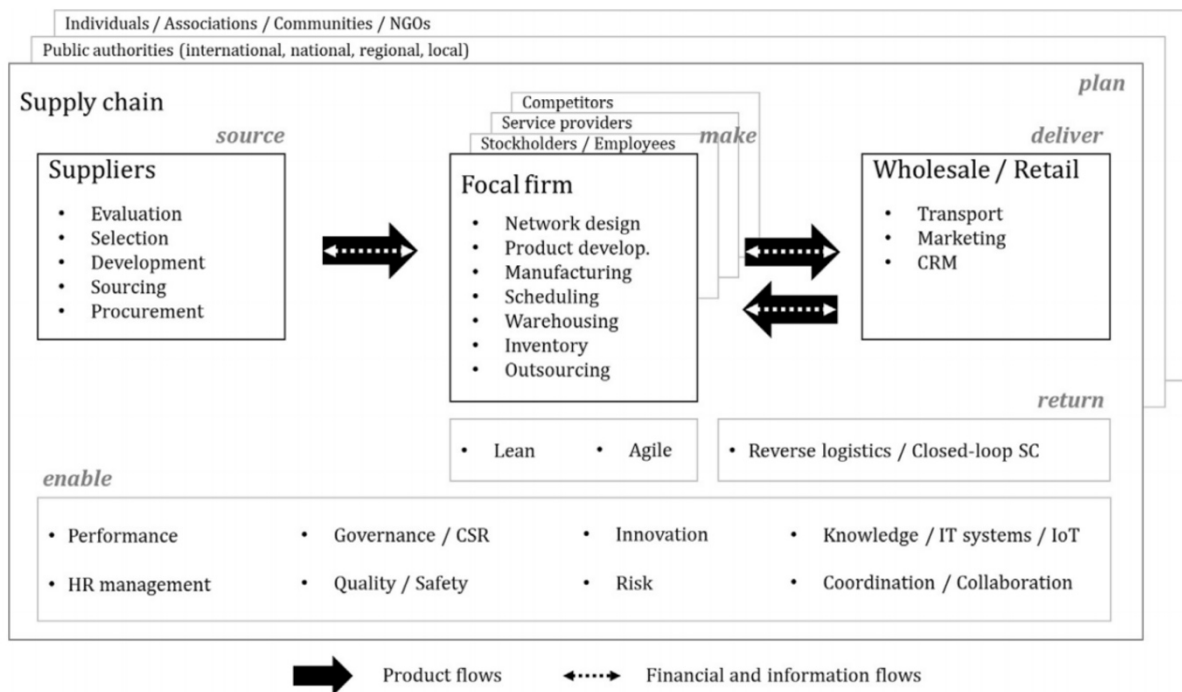 Individuals / Associations / Communities / NGOs
Public authorities (international, national, regional, local)
plan
Supply chain
Competitors
Service providers
Stockholders / Employees
source
make
deliver
Suppliers
• Evaluation
• Selection
• Development
• Sourcing
• Procurement
Focal firm
• Network design
• Product develop.
• Manufacturing
• Scheduling
• Warehousing
• Inventory
• Outsourcing
Wholesale / Retail
• Transport
• Marketing
• CRM
return
• Lean • Agile
• Reverse logistics / Closed-loop SC
enable
• Performance • Governance / CSR • Innovation • Knowledge / IT systems / IoT
• HR management • Quality / Safety • Risk • Coordination / Collaboration
Product flows Financial and information flows